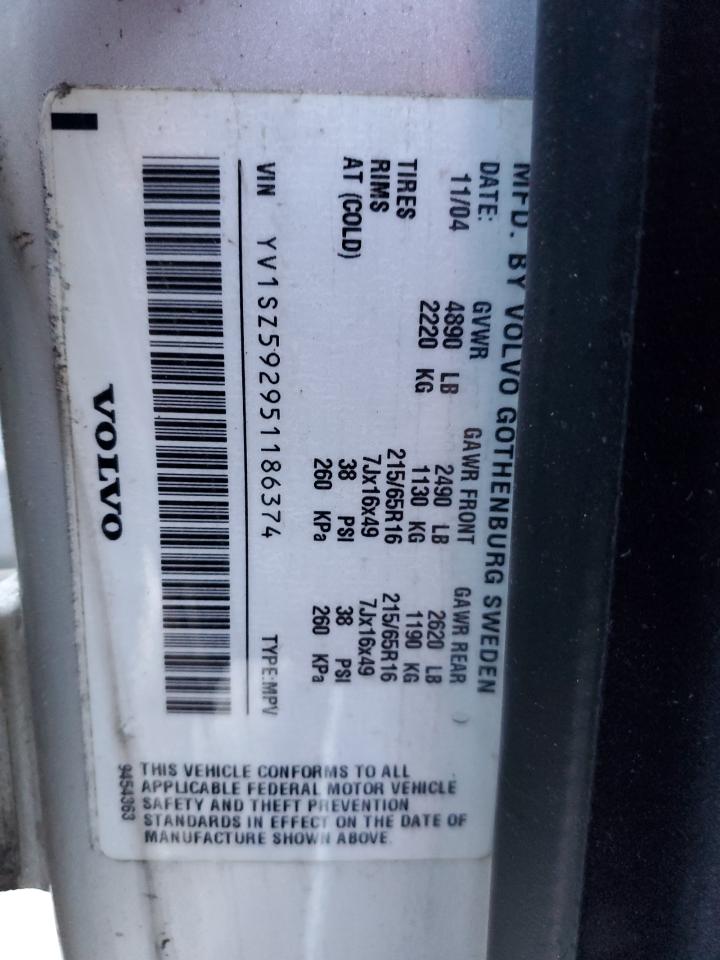 MFD. BY VOLVO GOTHENBURG SWEDEN
DATE: GVWR GAWR FRONT GAWR REAR
11/04 4890 LB 2490 LB 2620 LB
2220 KG 1130 KG 1190 KG
TIRES 215/65R16 215/65R16
RIMS 7Jx16x49 7Jx16x49
AT (COLD) 38 PSI 38 PSI
260 KPa 260 KPa
VIN YV1SZ592951186374 TYPE:MPV
VOLVO
THIS VEHICLE CONFORMS TO ALL
APPLICABLE FEDERAL MOTOR VEHICLE
SAFETY AND THEFT PREVENTION
STANDARDS IN EFFECT ON THE DATE OF
MANUFACTURE SHOWN ABOVE
9454363